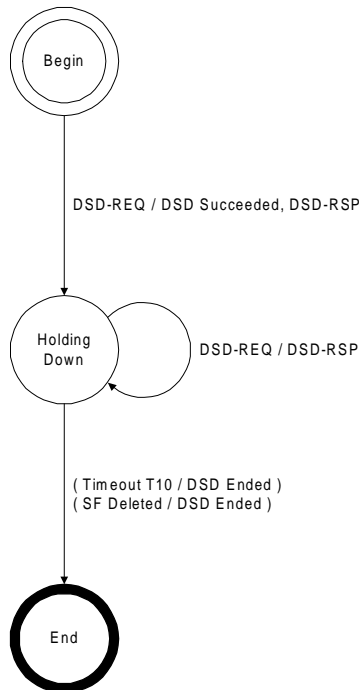 Begin
DSD-REQ / DSD Succeeded, DSD-RSP
Holding
Down
DSD-REQ / DSD-RSP
( Timeout T10 / DSD Ended )
( SF Deleted / DSD Ended )
End